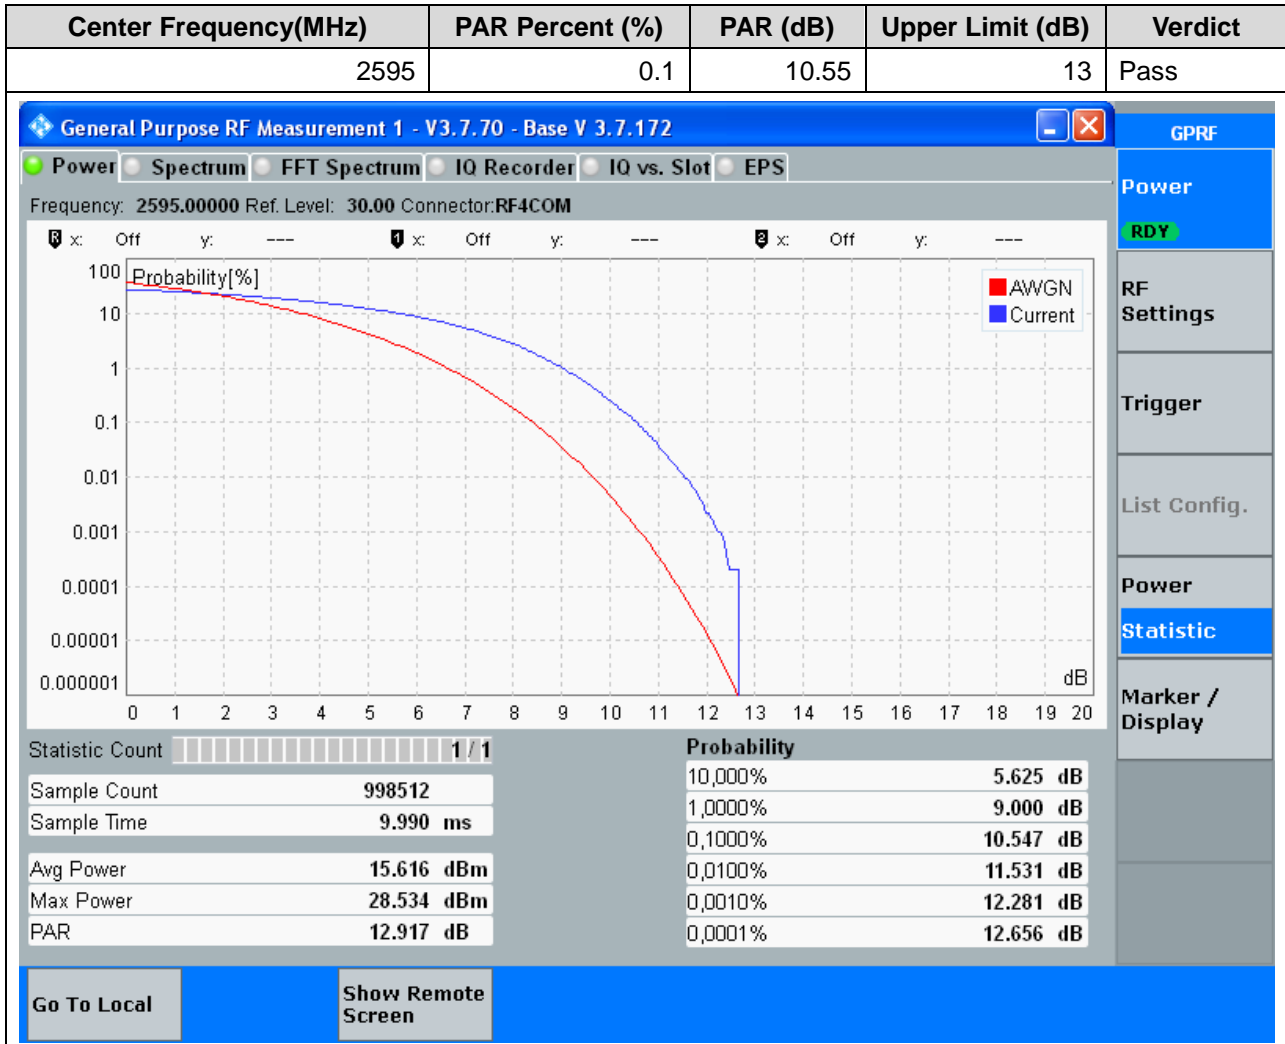 Center Frequency(MHz) PAR Percent (%) PAR (dB) Upper Limit (dB) Verdict
2595 0.1 10.55 13 Pass
General Purpose RF Measurement 1 - V3.7.70 - Base V 3.7.172
GPRF
Power Spectrum FFT Spectrum IQ Recorder IQ vs. Slot EPS
Frequency: 2595.00000 Ref. Level: 30.00 Connector:RF4COM
R x: Off y: --- 1 x: Off y: --- 2 x: Off y: ---
Probability[%]
AWGN
Current
100
10
1
0.1
0.01
0.001
0.0001
0.00001
0.000001
dB
0 1 2 3 4 5 6 7 8 9 10 11 12 13 14 15 16 17 18 19 20
Power
RDY
RF
Settings
Trigger
List Config.
Power
Statistic
Marker /
Display
Statistic Count 1 / 1
Sample Count 998512
Sample Time 9.990 ms
Avg Power 15.616 dBm
Max Power 28.534 dBm
PAR 12.917 dB
Probability
10,000% 5.625 dB
1,0000% 9.000 dB
0,1000% 10.547 dB
0,0100% 11.531 dB
0,0010% 12.281 dB
0,0001% 12.656 dB
Go To Local
Show Remote
Screen